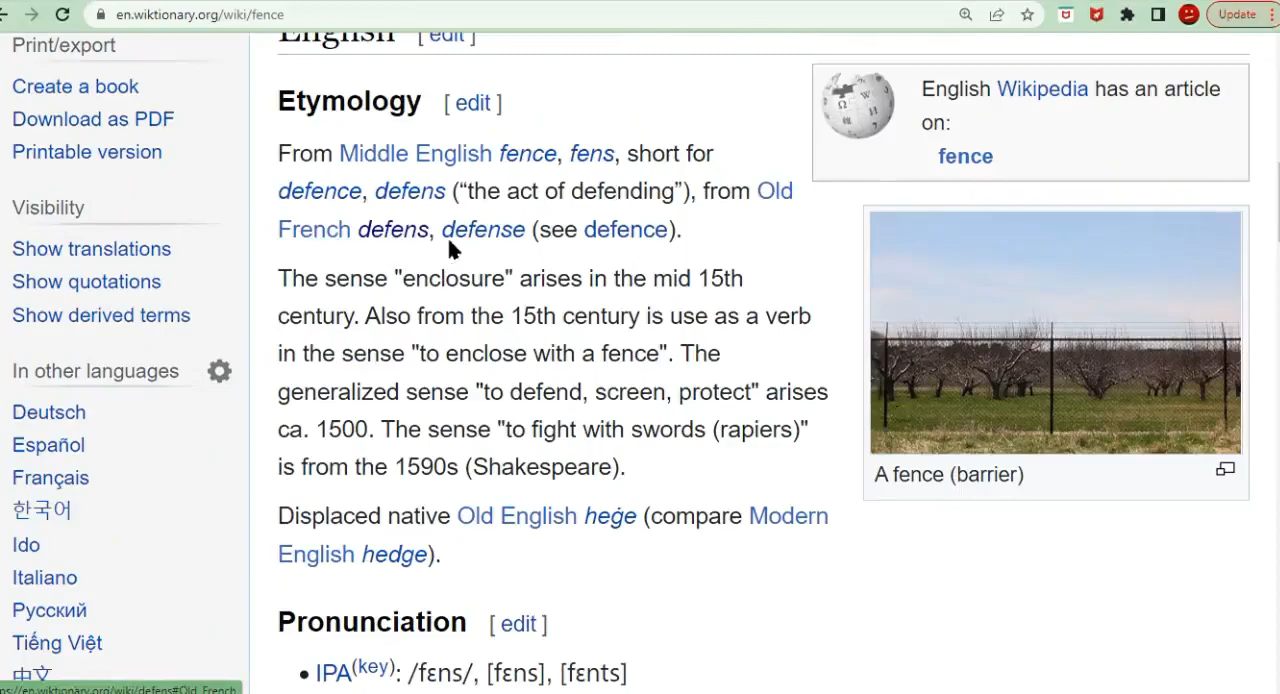 en.wiktionary.org/wiki/fence
Update
Print/export
Create a book
Download as PDF
Printable version
Visibility
Show translations
Show quotations
Show derived terms
In other languages
Deutsch
Español
Français
한국어
Ido
Italiano
Русский
Tiếng Việt
中文
ps://en.wiktionary.org/wiki/defens#Old_French
English [ edit ]
Etymology [ edit ]
From Middle English fence, fens, short for
defence, defens (“the act of defending”), from Old
French defens, defense (see defence).
The sense "enclosure" arises in the mid 15th
century. Also from the 15th century is use as a verb
in the sense "to enclose with a fence". The
generalized sense "to defend, screen, protect" arises
ca. 1500. The sense "to fight with swords (rapiers)"
is from the 1590s (Shakespeare).
Displaced native Old English heġe (compare Modern
English hedge).
Pronunciation [ edit ]
• IPA(key): /fɛns/, [fɛns], [fɛnts]
English Wikipedia has an article
on:
fence
A fence (barrier)